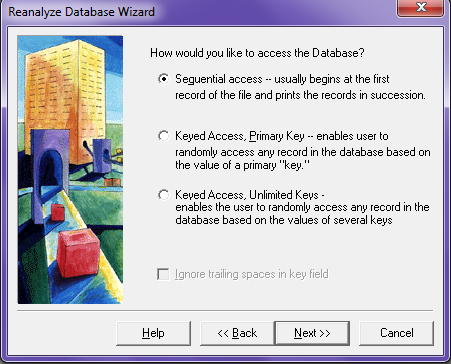 Reanalyze Database Wizard
How would you like to access the Database?
Sequential access -- usually begins at the first
record of the file and prints the records in succession.
Keyed Access, Primary Key -- enables user to
randomly access any record in the database based on
the value of a primary "key."
Keyed Access, Unlimited Keys -
enables the user to randomly access any record in the
database based on the values of several keys
Ignore trailing spaces in key field
Help
<< Back
Next >>
Cancel